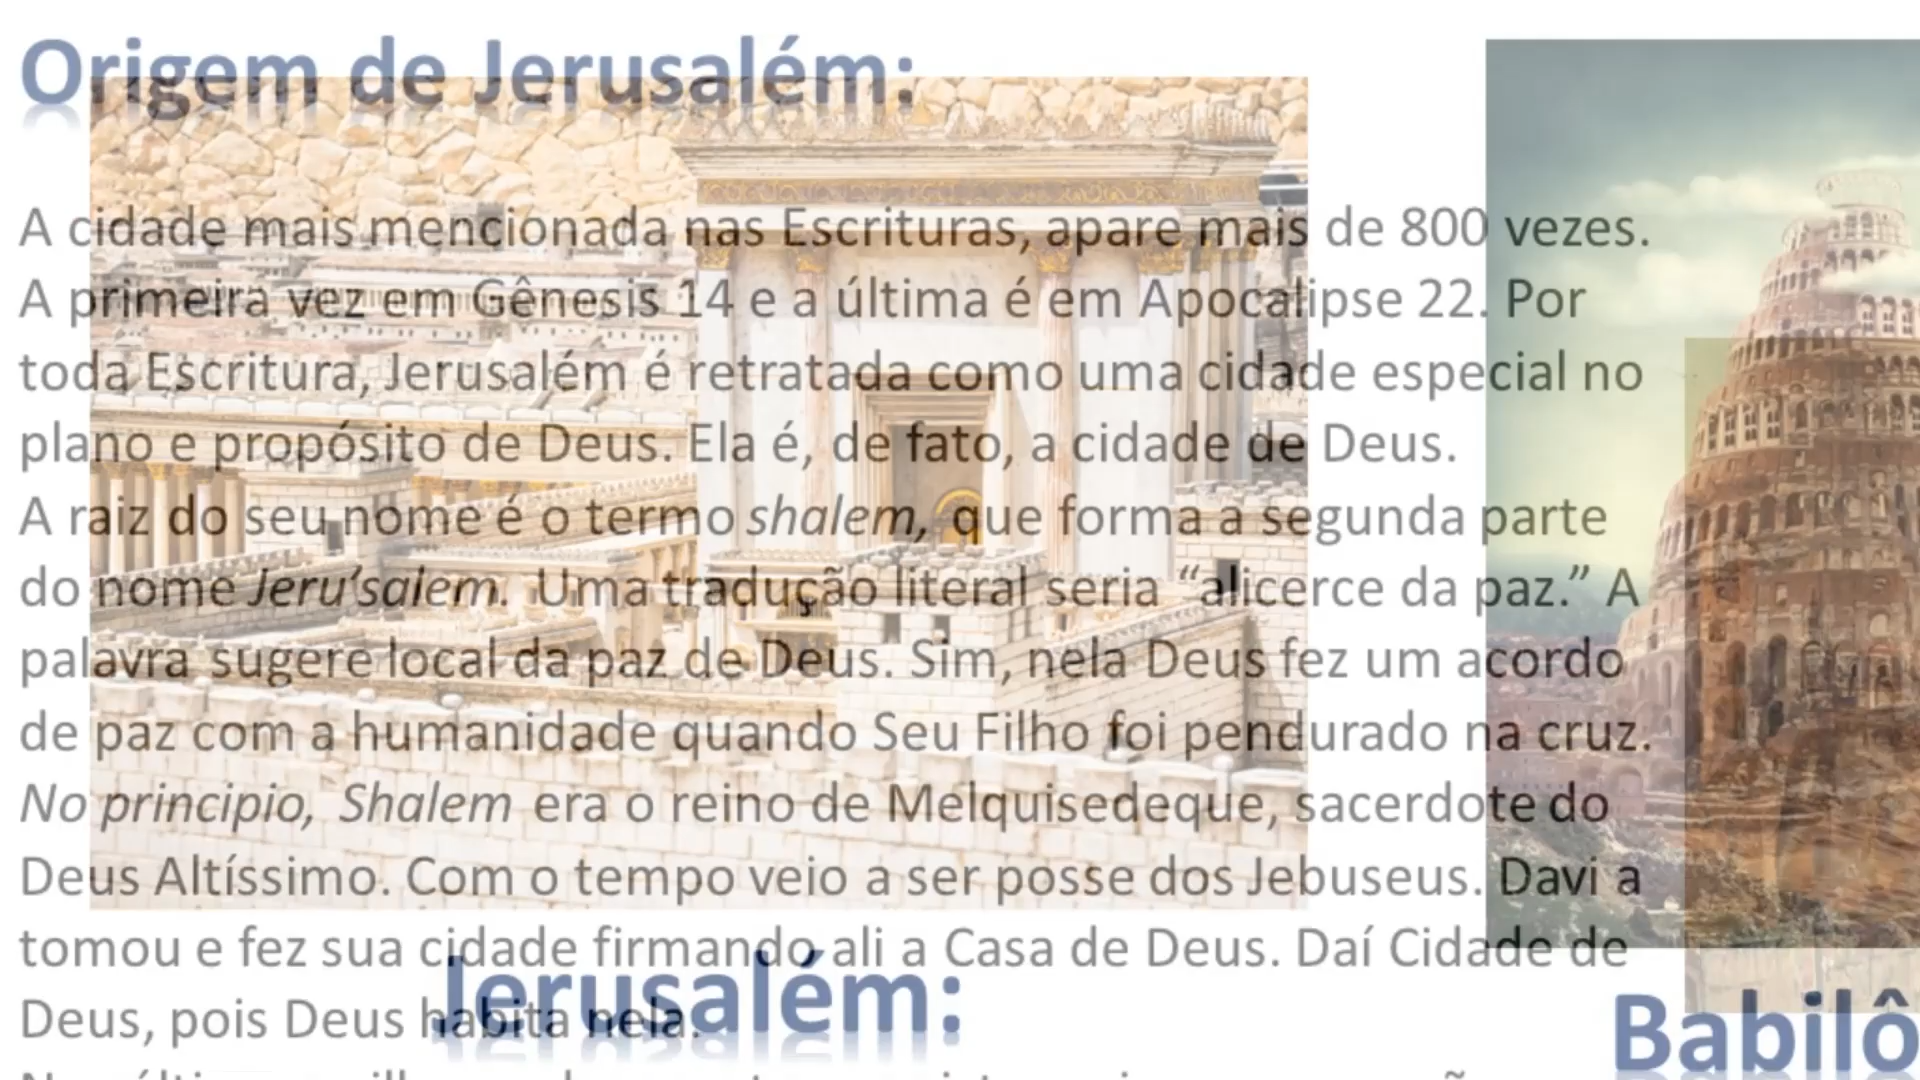 Origem de Jerusalém:
A cidade mais mencionada nas Escrituras, apare mais de 800 vezes.
A primeira vez em Gênesis 14 e a última é em Apocalipse 22. Por
toda Escritura, Jerusalém é retratada como uma cidade especial no
plano e propósito de Deus. Ela é, de fato, a cidade de Deus.
A raiz do seu nome é o termo shalem, que forma a segunda parte
do nome Jeru’salem. Uma tradução literal seria “alicerce da paz.” A
palavra sugere local da paz de Deus. Sim, nela Deus fez um acordo
de paz com a humanidade quando Seu Filho foi pendurado na cruz.
No principio, Shalem era o reino de Melquisedeque, sacerdote do
Deus Altíssimo. Com o tempo veio a ser posse dos Jebuseus. Davi a
tomou e fez sua cidade firmando ali a Casa de Deus. Daí Cidade de
Deus, pois Deus habita nela.
Jerusalém:
Babilô